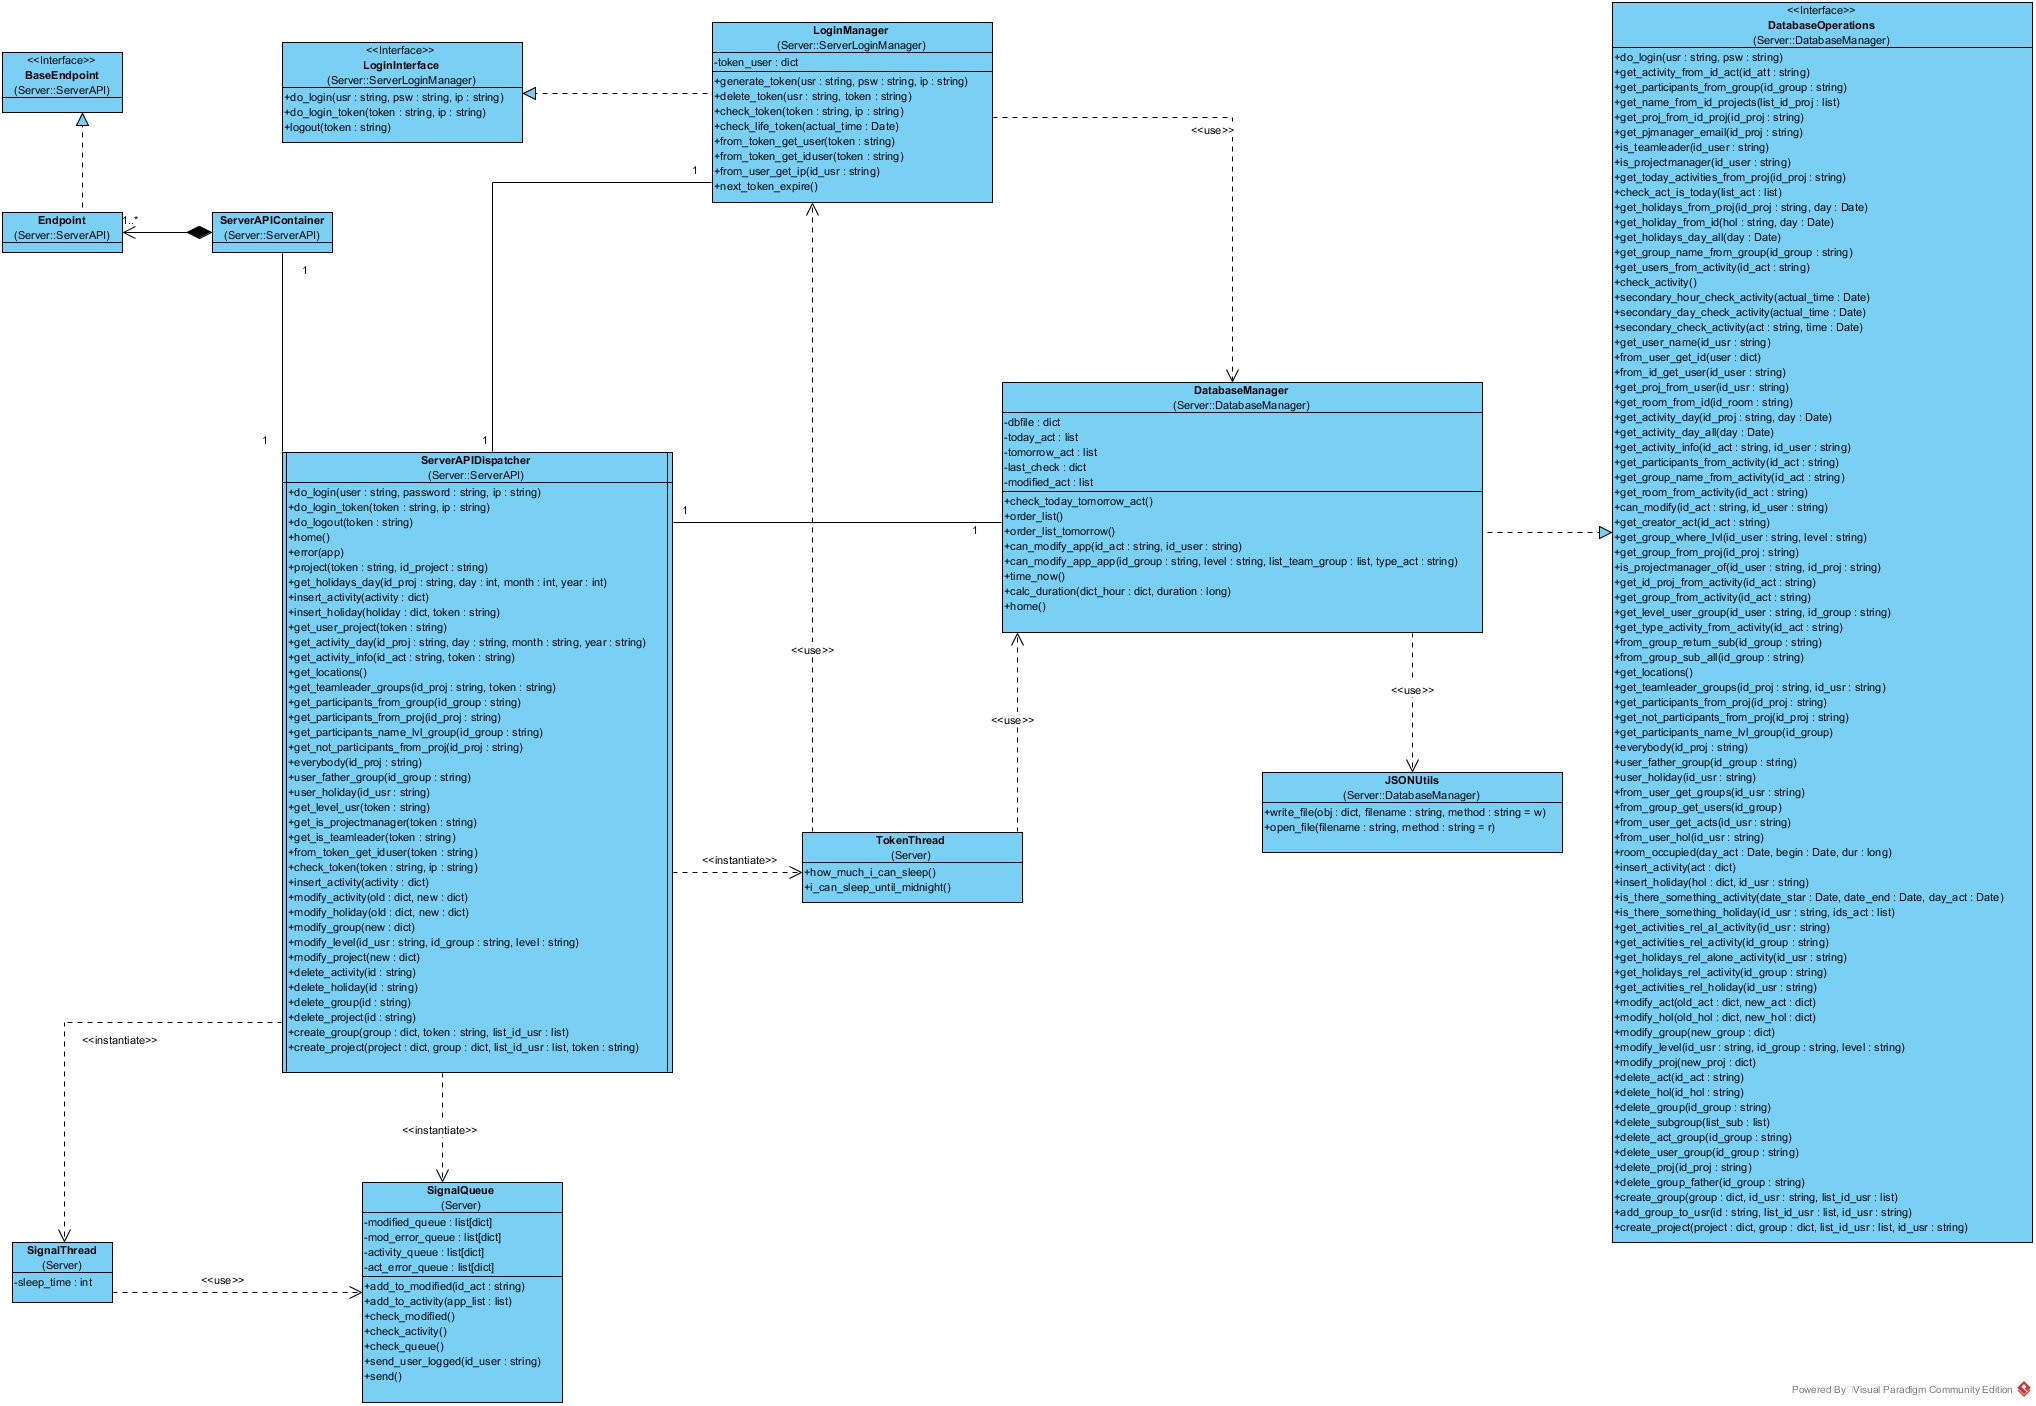 <<Interface>>
BaseEndpoint
(Server::ServerAPI)
<<Interface>>
LoginInterface
(Server::ServerLoginManager)
+do_login(usr : string, psw : string, ip : string)
+do_login_token(token : string, ip : string)
+logout(token : string)
LoginManager
(Server::ServerLoginManager)
-token_user : dict
+generate_token(usr : string, psw : string, ip : string)
+delete_token(usr : string, token : string)
+check_token(token : string, ip : string)
+check_life_token(actual_time : Date)
+from_token_get_user(token : string)
+from_token_get_iduser(token : string)
+from_user_get_ip(id_usr : string)
+next_token_expire()
<<use>>
1
Endpoint
(Server::ServerAPI)
1..*
ServerAPIContainer
(Server::ServerAPI)
1
1
1
ServerAPIDispatcher
(Server::ServerAPI)
+do_login(user : string, password : string, ip : string)
+do_login_token(token : string, ip : string)
+do_logout(token : string)
+home()
+error(app)
+project(token : string, id_project : string)
+get_holidays_day(id_proj : string, day : int, month : int, year : int)
+insert_activity(activity : dict)
+insert_holiday(holiday : dict, token : string)
+get_user_project(token : string)
+get_activity_day(id_proj : string, day : string, month : string, year : string)
+get_activity_info(id_act : string, token : string)
+get_locations()
+get_teamleader_groups(id_proj : string, token : string)
+get_participants_from_group(id_group : string)
+get_participants_from_proj(id_proj : string)
+get_participants_name_lvl_group(id_group : string)
+get_not_participants_from_proj(id_proj : string)
+everybody(id_proj : string)
+user_father_group(id_group : string)
+user_holiday(id_usr : string)
+get_level_usr(token : string)
+get_is_projectmanager(token : string)
+get_is_teamleader(token : string)
+from_token_get_iduser(token : string)
+check_token(token : string, ip : string)
+insert_activity(activity : dict)
+modify_activity(old : dict, new : dict)
+modify_holiday(old : dict, new : dict)
+modify_group(new : dict)
+modify_level(id_usr : string, id_group : string, level : string)
+modify_project(new : dict)
+delete_activity(id : string)
+delete_holiday(id : string)
+delete_group(id : string)
+delete_project(id : string)
+create_group(group : dict, token : string, list_id_usr : list)
+create_project(project : dict, group : dict, list_id_usr : list, token : string)
1
1
DatabaseManager
(Server::DatabaseManager)
-dbfile : dict
-today_act : list
-tomorrow_act : list
-last_check : dict
-modified_act : list
+check_today_tomorrow_act()
+order_list()
+order_list_tomorrow()
+can_modify_app(id_act : string, id_user : string)
+can_modify_app_app(id_group : string, level : string, list_team_group : list, type_act : string)
+time_now()
+calc_duration(dict_hour : dict, duration : long)
+home()
<<use>>
<<use>>
<<use>>
JSONUtils
(Server::DatabaseManager)
+write_file(obj : dict, filename : string, method : string = w)
+open_file(filename : string, method : string = r)
<<instantiate>>
TokenThread
(Server)
+how_much_i_can_sleep()
+i_can_sleep_until_midnight()
<<instantiate>>
<<instantiate>>
SignalQueue
(Server)
-modified_queue : list[dict]
-mod_error_queue : list[dict]
-activity_queue : list[dict]
-act_error_queue : list[dict]
+add_to_modified(id_act : string)
+add_to_activity(app_list : list)
+check_modified()
+check_activity()
+check_queue()
+send_user_logged(id_user : string)
+send()
SignalThread
(Server)
-sleep_time : int
<<use>>
<<Interface>>
DatabaseOperations
(Server::DatabaseManager)
+do_login(usr : string, psw : string)
+get_activity_from_id_act(id_att : string)
+get_participants_from_group(id_group : string)
+get_name_from_id_projects(list_id_proj : list)
+get_proj_from_id_proj(id_proj : string)
+get_pjmanager_email(id_proj : string)
+is_teamleader(id_user : string)
+is_projectmanager(id_user : string)
+get_today_activities_from_proj(id_proj : string)
+check_act_is_today(list_act : list)
+get_holidays_from_proj(id_proj : string, day : Date)
+get_holiday_from_id(hol : string, day : Date)
+get_holidays_day_all(day : Date)
+get_group_name_from_group(id_group : string)
+get_users_from_activity(id_act : string)
+check_activity()
+secondary_hour_check_activity(actual_time : Date)
+secondary_day_check_activity(actual_time : Date)
+secondary_check_activity(act : string, time : Date)
+get_user_name(id_usr : string)
+from_user_get_id(user : dict)
+from_id_get_user(id_user : string)
+get_proj_from_user(id_usr : string)
+get_room_from_id(id_room : string)
+get_activity_day(id_proj : string, day : Date)
+get_activity_day_all(day : Date)
+get_activity_info(id_act : string, id_user : string)
+get_participants_from_activity(id_act : string)
+get_group_name_from_activity(id_act : string)
+get_room_from_activity(id_act : string)
+can_modify(id_act : string, id_user : string)
+get_creator_act(id_act : string)
+get_group_where_lvl(id_user : string, level : string)
+get_group_from_proj(id_proj : string)
+is_projectmanager_of(id_user : string, id_proj : string)
+get_id_proj_from_activity(id_act : string)
+get_group_from_activity(id_act : string)
+get_level_user_group(id_user : string, id_group : string)
+get_type_activity_from_activity(id_act : string)
+from_group_return_sub(id_group : string)
+from_group_sub_all(id_group : string)
+get_locations()
+get_teamleader_groups(id_proj : string, id_usr : string)
+get_participants_from_proj(id_proj : string)
+get_not_participants_from_proj(id_proj : string)
+get_participants_name_lvl_group(id_group)
+everybody(id_proj : string)
+user_father_group(id_group : string)
+user_holiday(id_usr : string)
+from_user_get_groups(id_usr : string)
+from_group_get_users(id_group)
+from_user_get_acts(id_usr : string)
+from_user_hol(id_usr : string)
+room_occupied(day_act : Date, begin : Date, dur : long)
+insert_activity(act : dict)
+insert_holiday(hol : dict, id_usr : string)
+is_there_something_activity(date_star : Date, date_end : Date, day_act : Date)
+is_there_something_holiday(id_usr : string, ids_act : list)
+get_activities_rel_al_activity(id_usr : string)
+get_activities_rel_activity(id_group : string)
+get_holidays_rel_alone_activity(id_usr : string)
+get_holidays_rel_activity(id_group : string)
+get_activities_rel_holiday(id_usr : string)
+modify_act(old_act : dict, new_act : dict)
+modify_hol(old_hol : dict, new_hol : dict)
+modify_group(new_group : dict)
+modify_level(id_usr : string, id_group : string, level : string)
+modify_proj(new_proj : dict)
+delete_act(id_act : string)
+delete_hol(id_hol : string)
+delete_group(id_group : string)
+delete_subgroup(list_sub : list)
+delete_act_group(id_group : string)
+delete_user_group(id_group : string)
+delete_proj(id_proj : string)
+delete_group_father(id_group : string)
+create_group(group : dict, id_usr : string, list_id_usr : list)
+add_group_to_usr(id : string, list_id_usr : list, id_usr : string)
+create_project(project : dict, group : dict, list_id_usr : list, id_usr : string)
Powered By Visual Paradigm Community Edition